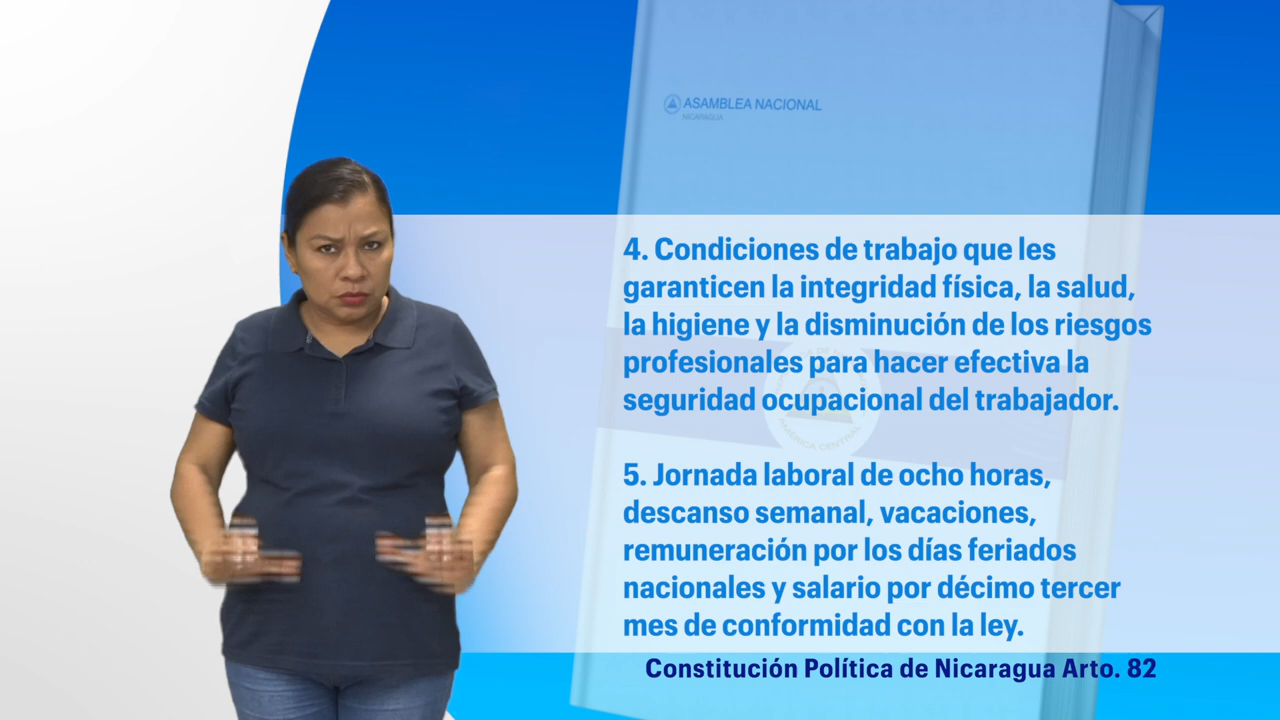 ASAMBLEA NACIONAL
NICARAGUA
4. Condiciones de trabajo que les
garanticen la integridad física, la salud,
la higiene y la disminución de los riesgos
profesionales para hacer efectiva la
seguridad ocupacional del trabajador.
AMERICA CENTRAL
5. Jornada laboral de ocho horas,
descanso semanal, vacaciones,
remuneración por los días feriados
nacionales y salario por décimo tercer
mes de conformidad con la ley.
Constitución Política de Nicaragua Arto. 82